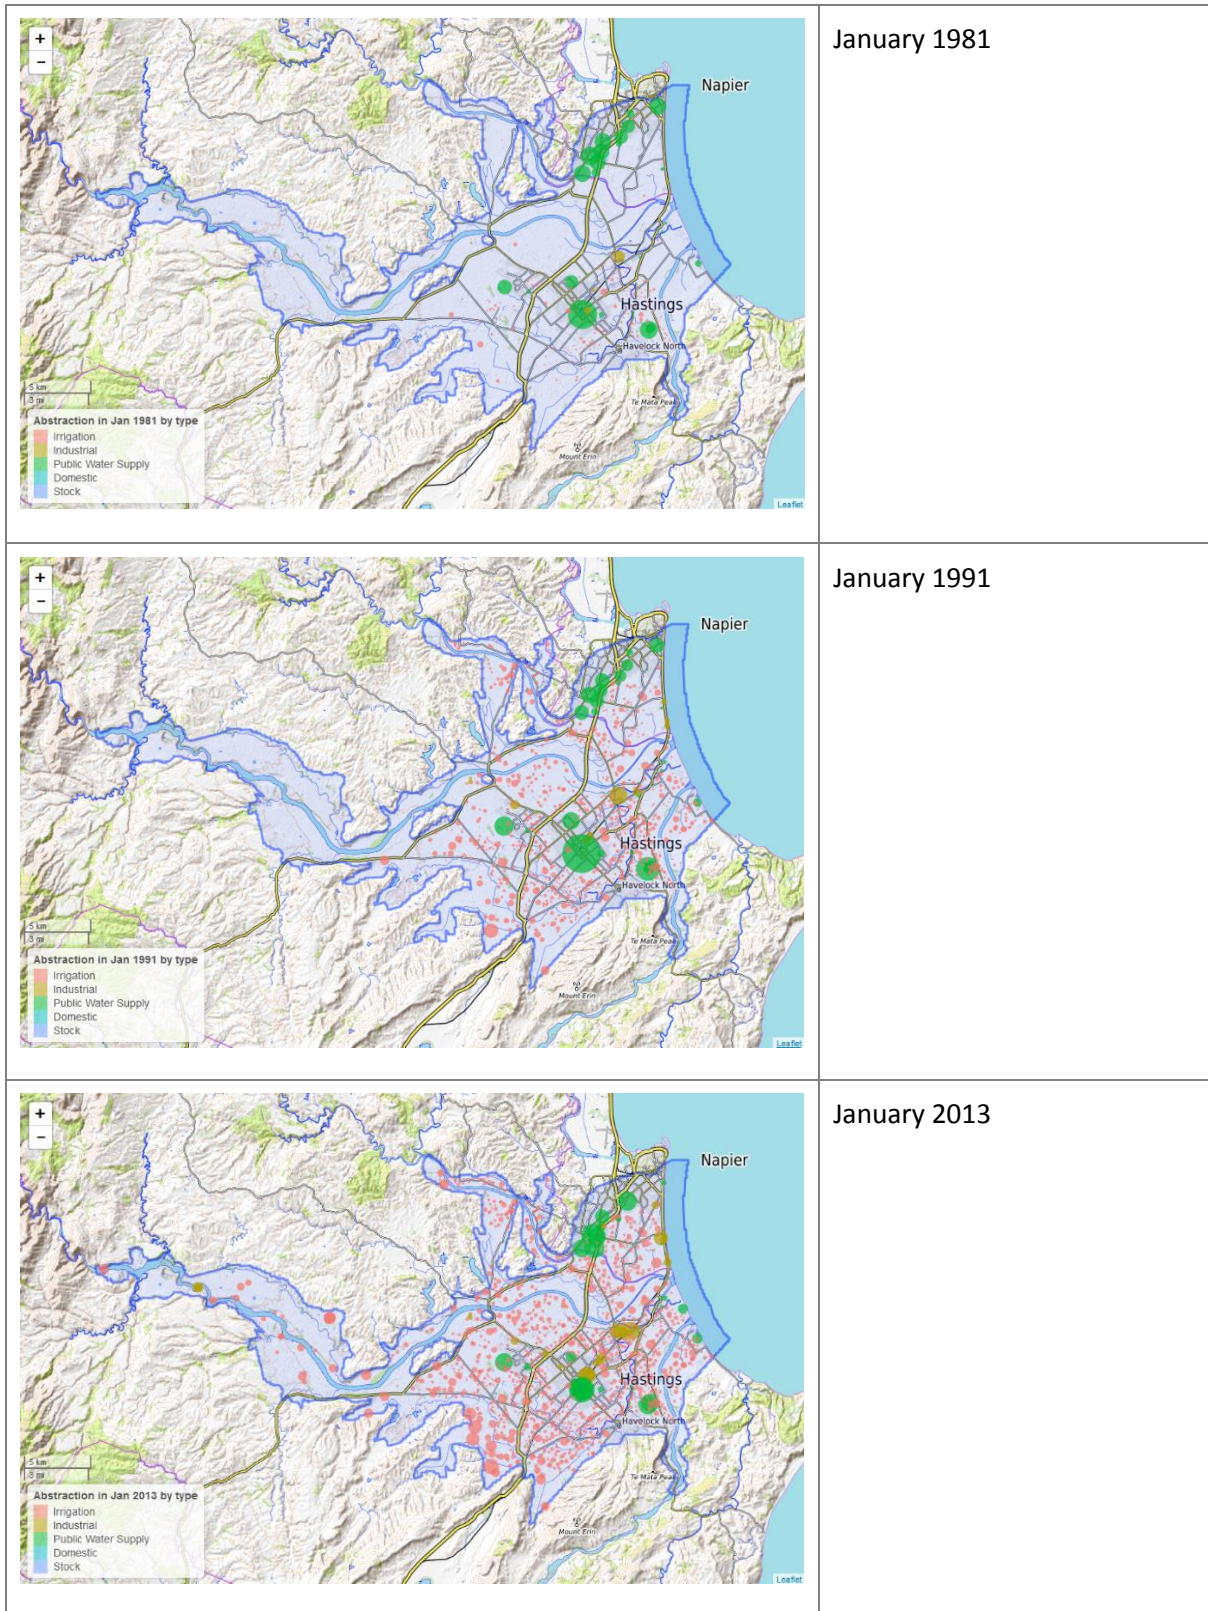 +
−
January 1981
Napier
Hastings
Havelock North
Te Mata Peak
Mount Erin
5 km
3 mi
Abstraction in Jan 1981 by type
Irrigation
Industrial
Public Water Supply
Domestic
Stock
Leaflet
+
−
January 1991
Napier
Hastings
Havelock North
Te Mata Peak
Mount Erin
5 km
3 mi
Abstraction in Jan 1991 by type
Irrigation
Industrial
Public Water Supply
Domestic
Stock
Leaflet
+
−
January 2013
Napier
Hastings
Havelock North
Te Mata Peak
Mount Erin
5 km
3 mi
Abstraction in Jan 2013 by type
Irrigation
Industrial
Public Water Supply
Domestic
Stock
Leaflet